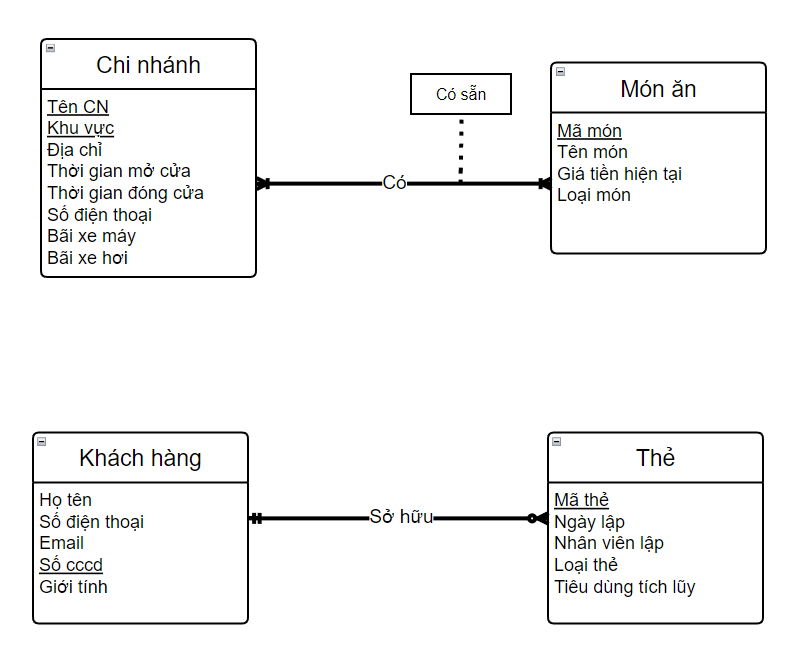 Chi nhánh
Tên CN
Khu vực
Địa chỉ
Thời gian mở cửa
Thời gian đóng cửa
Số điện thoại
Bãi xe máy
Bãi xe hơi
Có
Có sẵn
Món ăn
Mã món
Tên món
Giá tiền hiện tại
Loại món
Khách hàng
Họ tên
Số điện thoại
Email
Số cccd
Giới tính
Sở hữu
Thẻ
Mã thẻ
Ngày lập
Nhân viên lập
Loại thẻ
Tiêu dùng tích lũy